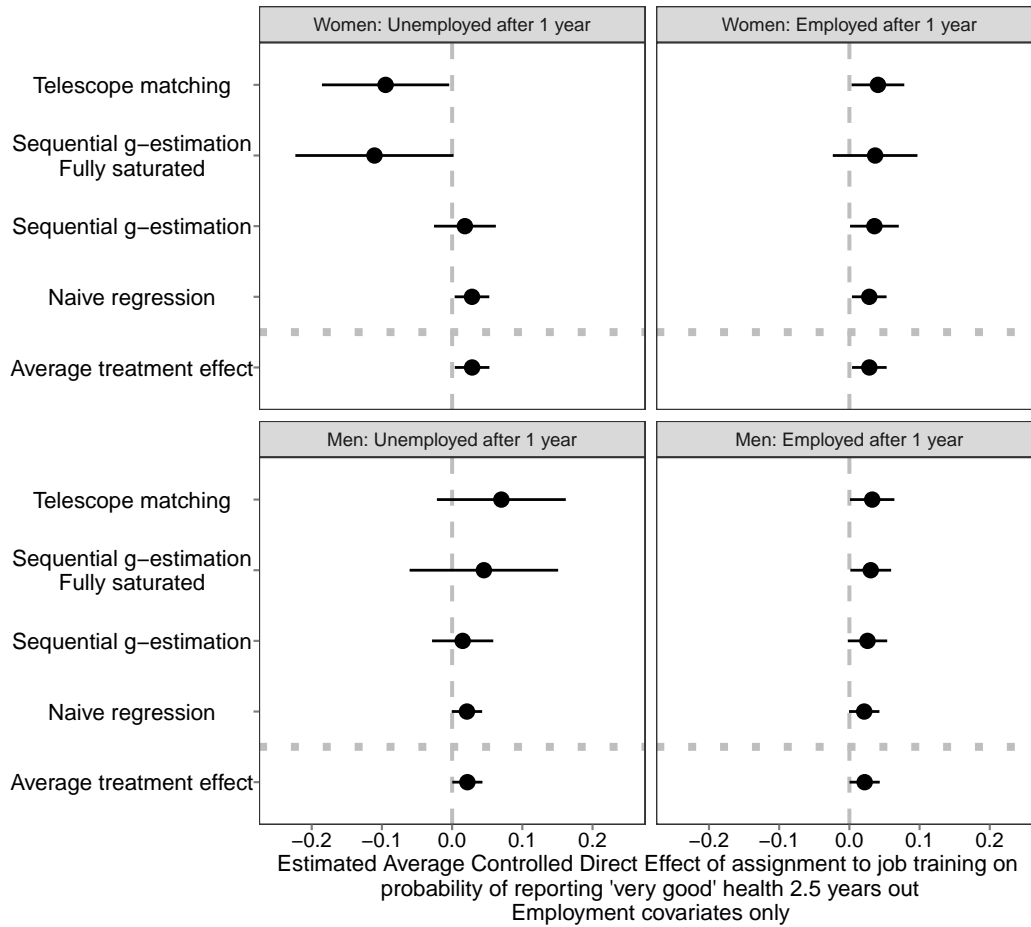 Women: Unemployed after 1 year
Women: Employed after 1 year
Telescope matching
Sequential g−estimation
Fully saturated
Sequential g−estimation
Naive regression
Average treatment effect
Men: Unemployed after 1 year
Men: Employed after 1 year
Telescope matching
Sequential g−estimation
Fully saturated
Sequential g−estimation
Naive regression
Average treatment effect
−0.2 −0.1 0.0 0.1 0.2
−0.2 −0.1 0.0 0.1 0.2
Estimated Average Controlled Direct Effect of assignment to job training on
probability of reporting 'very good' health 2.5 years out
Employment covariates only